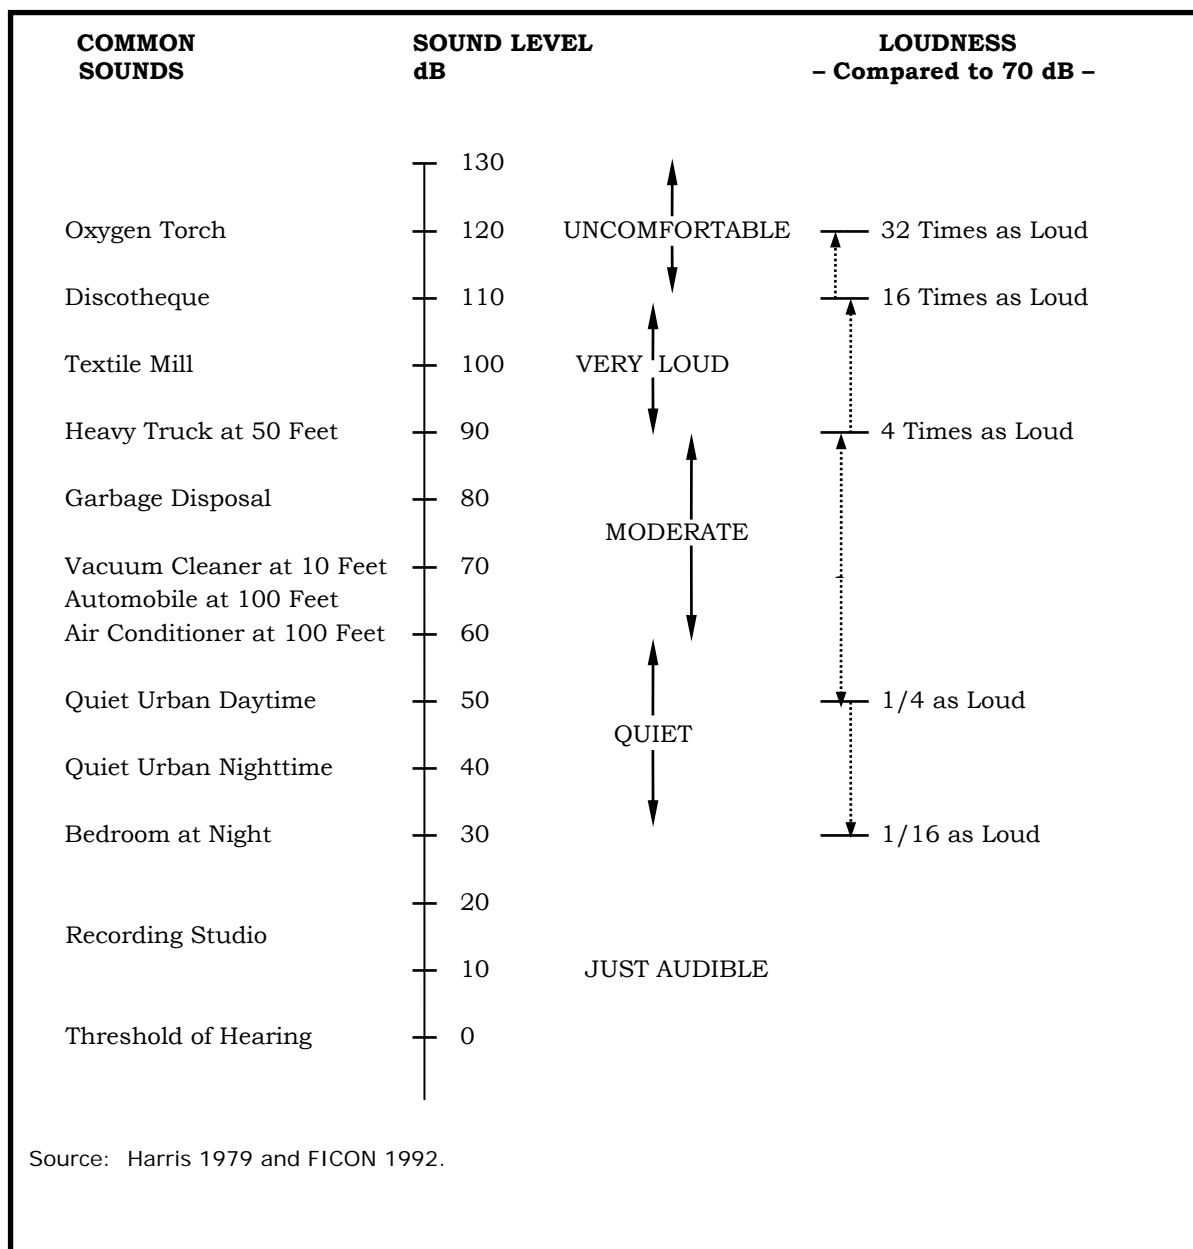 COMMON SOUNDS SOUND LEVEL dB LOUDNESS – Compared to 70 dB –
130
Oxygen Torch 120 UNCOMFORTABLE 32 Times as Loud
Discotheque 110 16 Times as Loud
Textile Mill 100 VERY LOUD
Heavy Truck at 50 Feet 90 4 Times as Loud
Garbage Disposal 80
MODERATE
Vacuum Cleaner at 10 Feet 70
Automobile at 100 Feet
Air Conditioner at 100 Feet 60
Quiet Urban Daytime 50 1/4 as Loud
QUIET
Quiet Urban Nighttime 40
Bedroom at Night 30 1/16 as Loud
20
Recording Studio
10 JUST AUDIBLE
Threshold of Hearing 0
Source: Harris 1979 and FICON 1992.